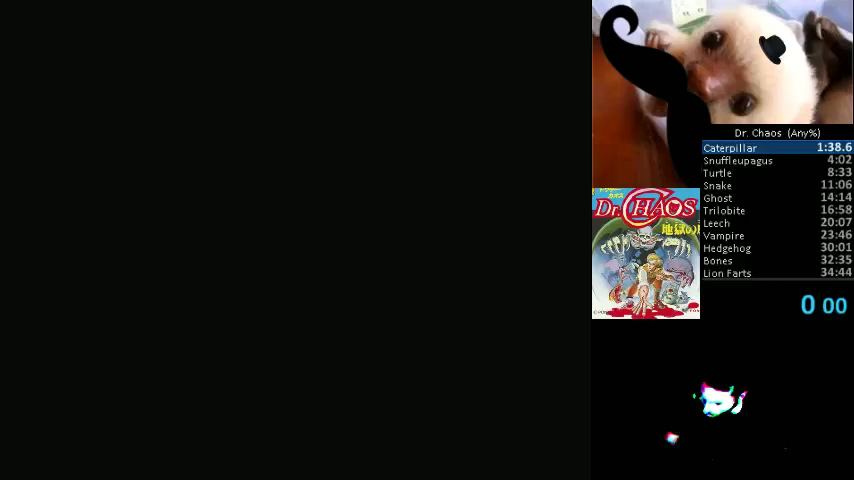 Dr. Chaos (Any%)
Caterpillar 1:38.6
Snuffleupagus 4:02
Turtle 8:33
Snake 11:06
Ghost 14:14
Trilobite 16:58
Leech 20:07
Vampire 23:46
Hedgehog 30:01
Bones 32:35
Lion Farts 34:44
Dr. CHAOS
地獄の
0 00